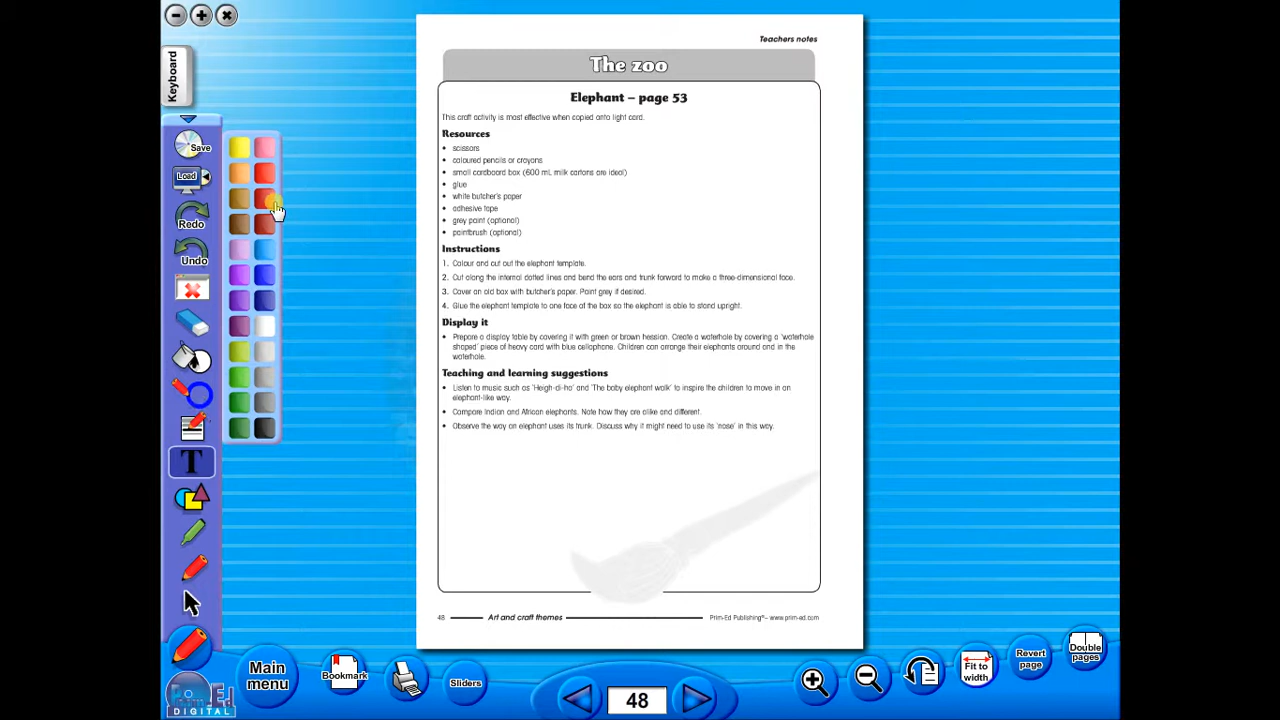 Keyboard
Save
Load
Redo
Undo
T
Teachers notes
The zoo
Elephant – page 53
This craft activity is most effective when copied onto light card.
Resources
• scissors
• coloured pencils or crayons
• small cardboard box (600 mL milk cartons are ideal)
• glue
• white butcher's paper
• adhesive tape
• grey paint (optional)
• paintbrush (optional)
Instructions
1. Colour and cut out the elephant template.
2. Cut along the internal dotted lines and bend the ears and trunk forward to make a three-dimensional face.
3. Cover an old box with butcher's paper. Paint grey if desired.
4. Glue the elephant template to one face of the box so the elephant is able to stand upright.
Display it
• Prepare a display table by covering it with green or brown hessian. Create a waterhole by covering a 'waterhole
shaped' piece of heavy card with blue cellophane. Children can arrange their elephants around and in the
waterhole.
Teaching and learning suggestions
• Listen to music such as 'Heigh-di-ho' and 'The baby elephant walk' to inspire the children to move in an
elephant-like way.
• Compare Indian and African elephants. Note how they are alike and different.
• Observe the way an elephant uses its trunk. Discuss why it might need to use its 'nose' in this way.
48 Art and craft themes Prim-Ed Publishing® – www.prim-ed.com
Main
menu
Bookmark
Sliders
48
Fit to
width
Revert
page
Double
pages
Prim Ed
DIGITAL